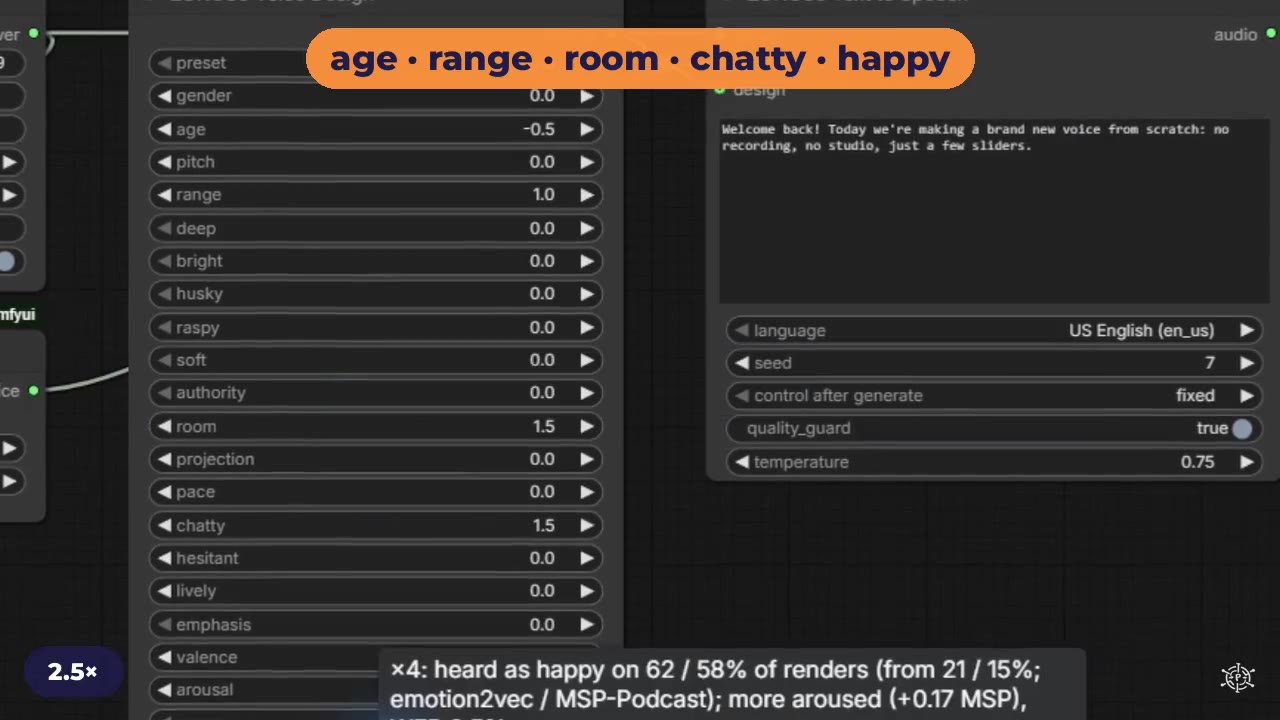 age · range · room · chatty · happy
ver
audio
9
preset
design
gender 0.0
age -0.5
pitch 0.0
range 1.0
deep 0.0
bright 0.0
husky 0.0
raspy 0.0
soft 0.0
authority 0.0
room 1.5
projection 0.0
pace 0.0
chatty 1.5
hesitant 0.0
lively 0.0
emphasis 0.0
valence
arousal
mfyui
ice
Welcome back! Today we're making a brand new voice from scratch: no
recording, no studio, just a few sliders.
language US English (en_us)
seed 7
control after generate fixed
quality_guard true
temperature 0.75
2.5×
×4: heard as happy on 62 / 58% of renders (from 21 / 15%;
emotion2vec / MSP-Podcast); more aroused (+0.17 MSP),